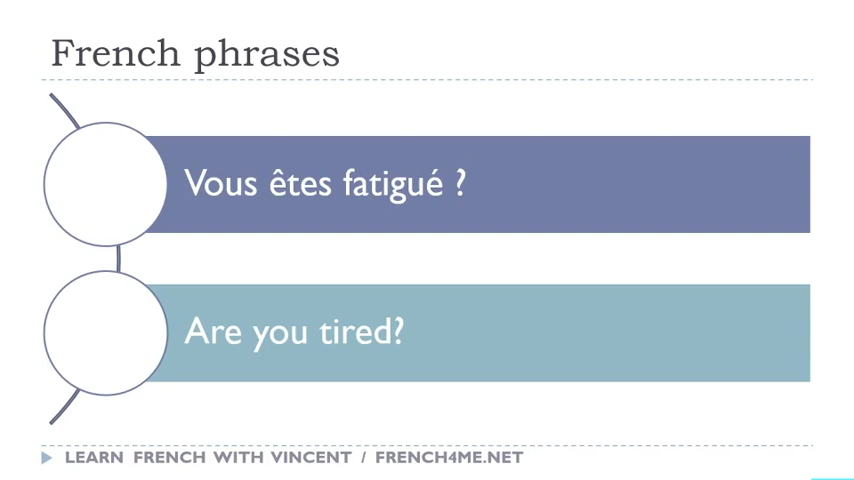 French phrases
Vous êtes fatigué ?
Are you tired?
LEARN FRENCH WITH VINCENT / FRENCH4ME.NET